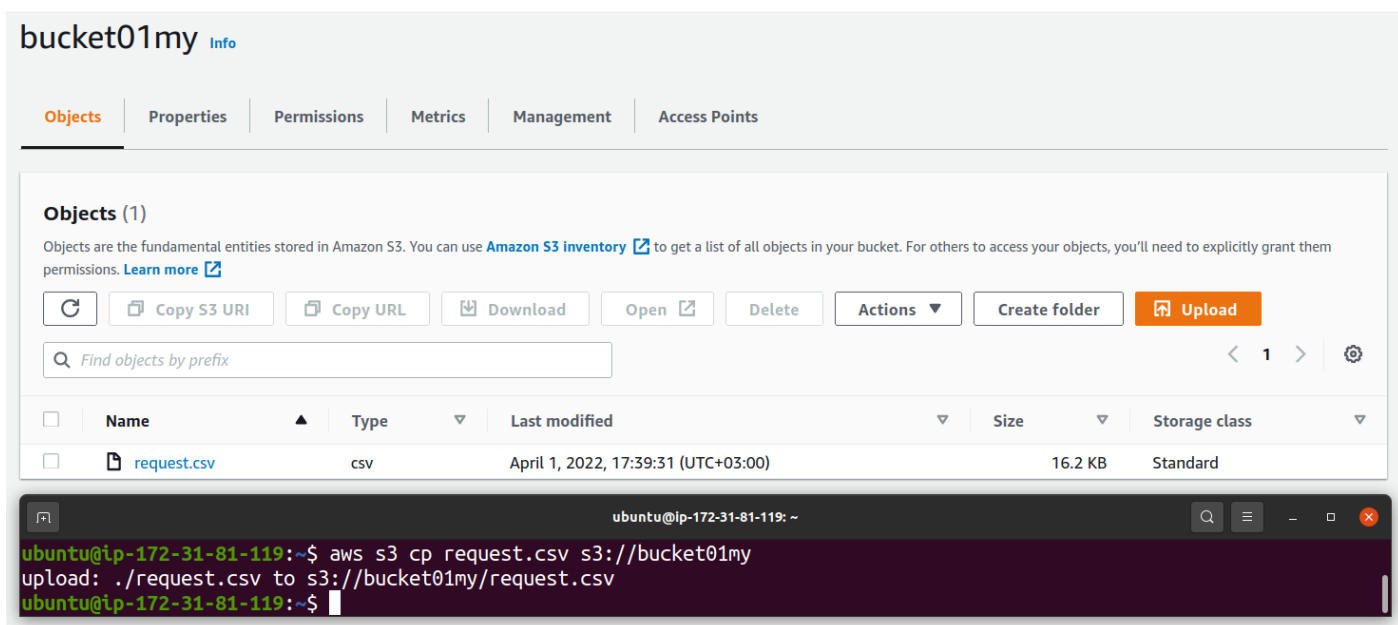 bucket01my Info
Objects Properties Permissions Metrics Management Access Points
Objects (1)
Objects are the fundamental entities stored in Amazon S3. You can use Amazon S3 inventory to get a list of all objects in your bucket. For others to access your objects, you'll need to explicitly grant them
permissions. Learn more
Copy S3 URI Copy URL Download Open Delete Actions Create folder Upload
Find objects by prefix
1
Name Type Last modified Size Storage class
request.csv csv April 1, 2022, 17:39:31 (UTC+03:00) 16.2 KB Standard
ubuntu@ip-172-31-81-119: ~
ubuntu@ip-172-31-81-119:~$ aws s3 cp request.csv s3://bucket01my
upload: ./request.csv to s3://bucket01my/request.csv
ubuntu@ip-172-31-81-119:~$